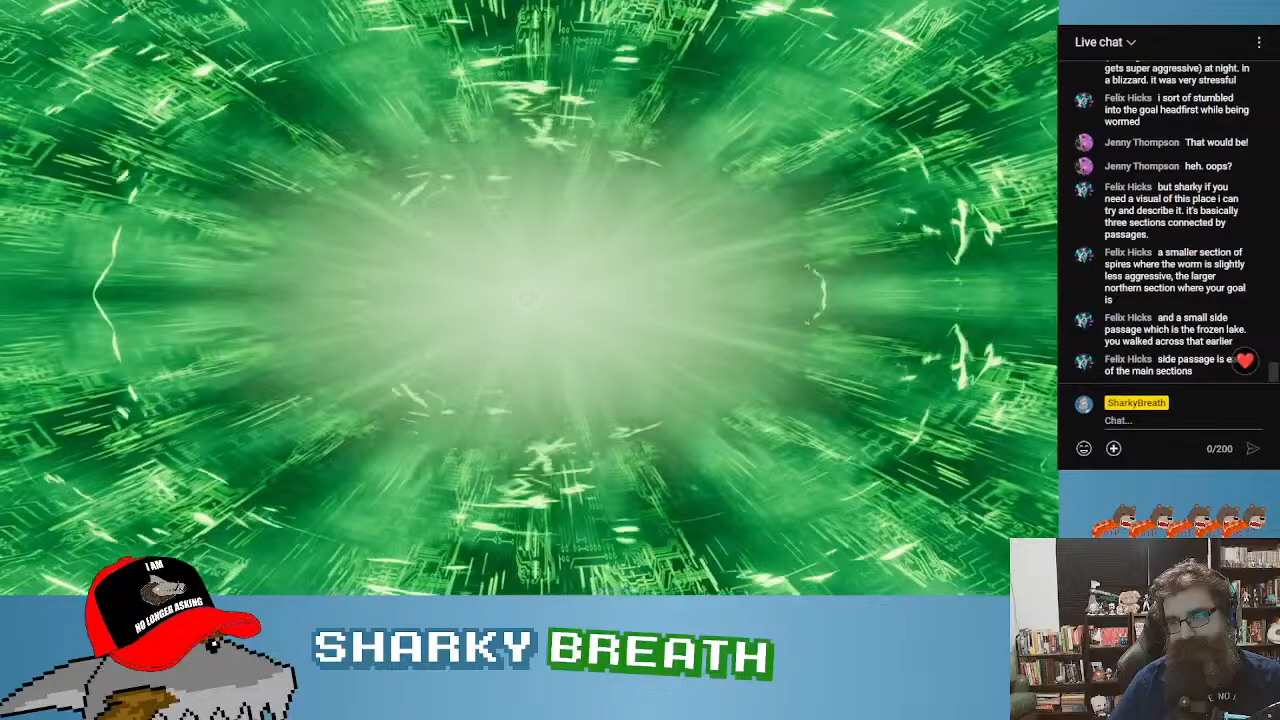 Live chat
gets super aggressive) at night. in
a blizzard. it was very stressful
Felix Hicks i sort of stumbled
into the goal headfirst while being
wormed
Jenny Thompson That would be!
Jenny Thompson heh. oops?
Felix Hicks but sharky if you
need a visual of this place i can
try and describe it. it's basically
three sections connected by
passages.
Felix Hicks a smaller section of
spires where the worm is slightly
less aggressive, the larger
northern section where your goal
is
Felix Hicks and a small side
passage which is the frozen lake.
you walked across that earlier
Felix Hicks side passage is
of the main sections
SharkyBreath
Chat...
0/200
I AM
NO LONGER ASKING
SHARKY BREATH